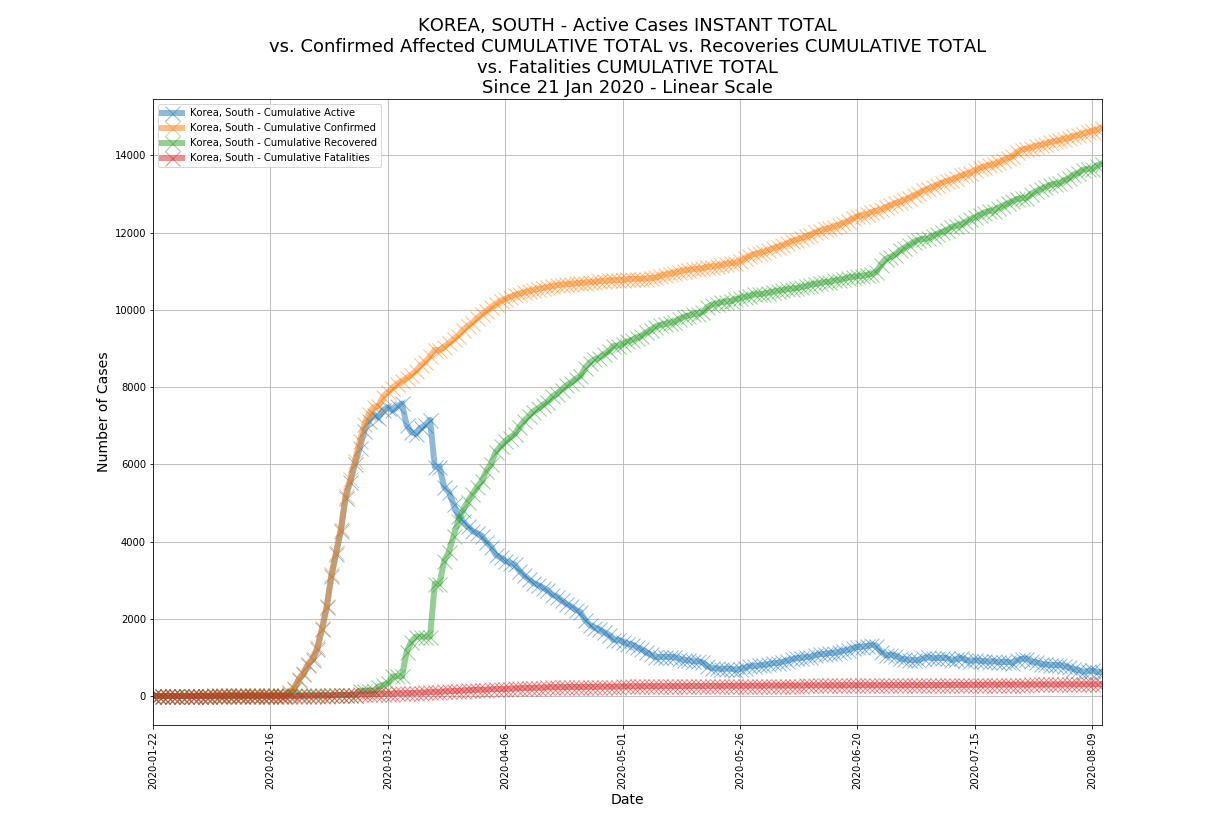 KOREA, SOUTH - Active Cases INSTANT TOTAL
vs. Confirmed Affected CUMULATIVE TOTAL vs. Recoveries CUMULATIVE TOTAL
vs. Fatalities CUMULATIVE TOTAL
Since 21 Jan 2020 - Linear Scale
Korea, South - Cumulative Active
Korea, South - Cumulative Confirmed
Korea, South - Cumulative Recovered
Korea, South - Cumulative Fatalities
Number of Cases
14000
12000
10000
8000
6000
4000
2000
0
2020-01-22
2020-02-16
2020-03-12
2020-04-06
2020-05-01
2020-05-26
2020-06-20
2020-07-15
2020-08-09
Date